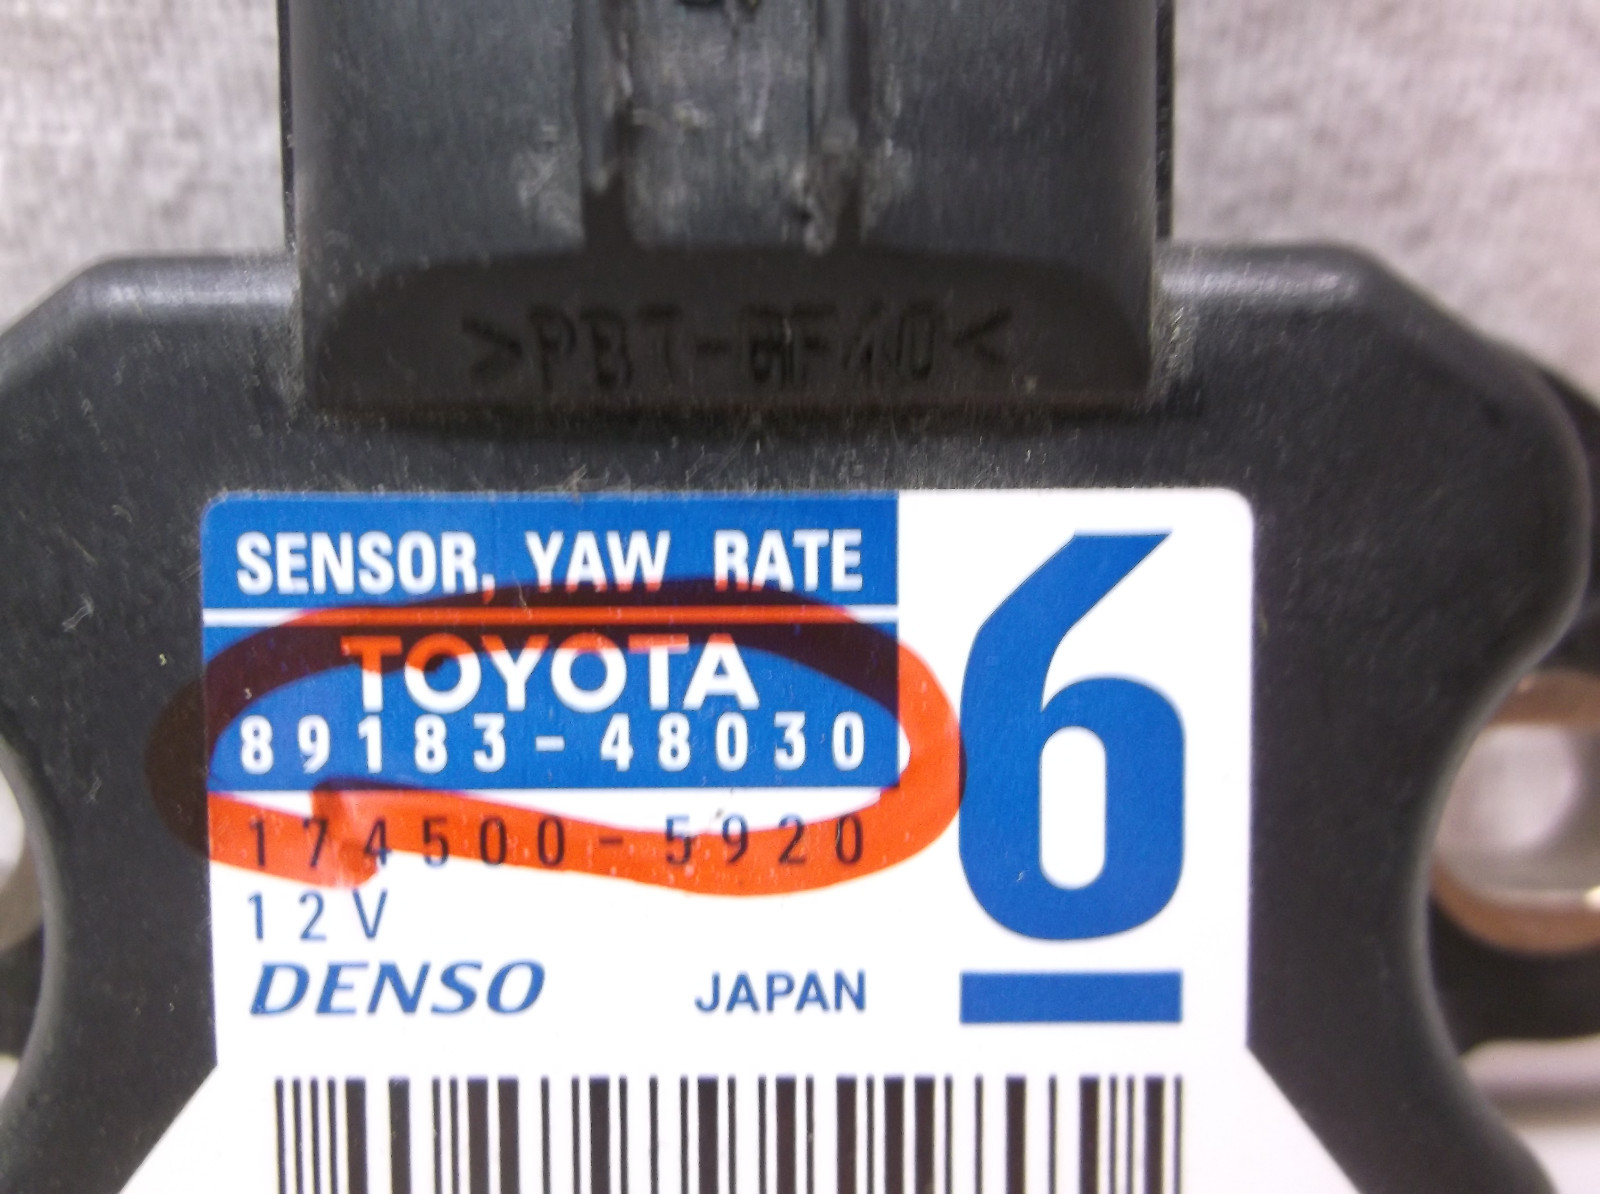 >PBT-GF40<
SENSOR, YAW RATE
TOYOTA
89183-48030
174500-5920
12V
DENSO JAPAN
6